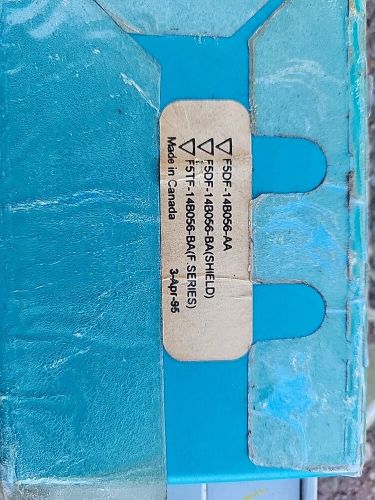 ▽ F5DF-14B056-AA
▽ F5DF-14B056-BA(SHIELD)
▽ F5TF-14B056-BA(F.SERIES)
Made in Canada 3-Apr-95